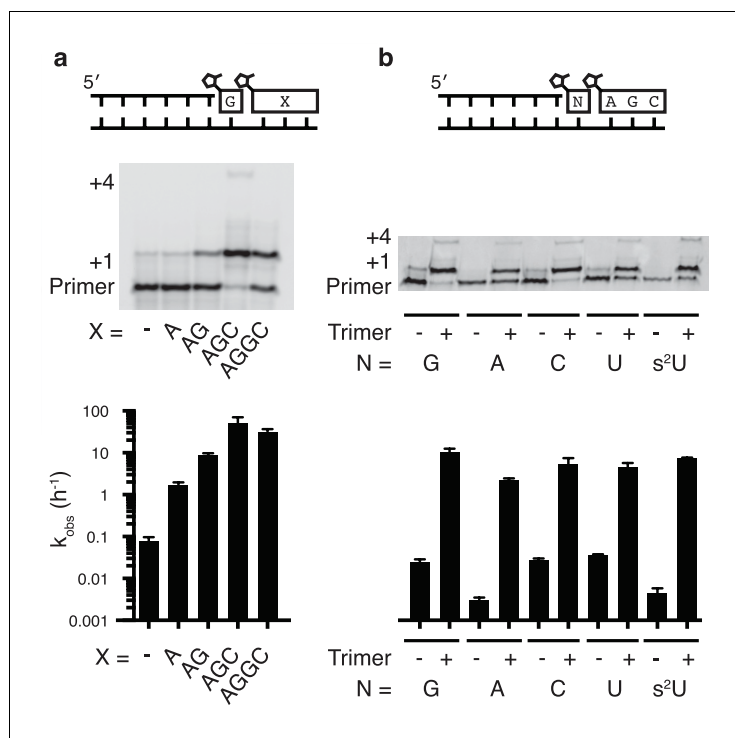 a
5′
G X
+4
+1
Primer
X = - A AG AGC AGGC
k_obs (h⁻¹)
100
10
1
0.1
0.01
0.001
X = - A AG AGC AGGC
b
5′
N A G C
+4
+1
Primer
Trimer - + - + - + - + - +
N = G A C U s²U
Trimer - + - + - + - + - +
N = G A C U s²U